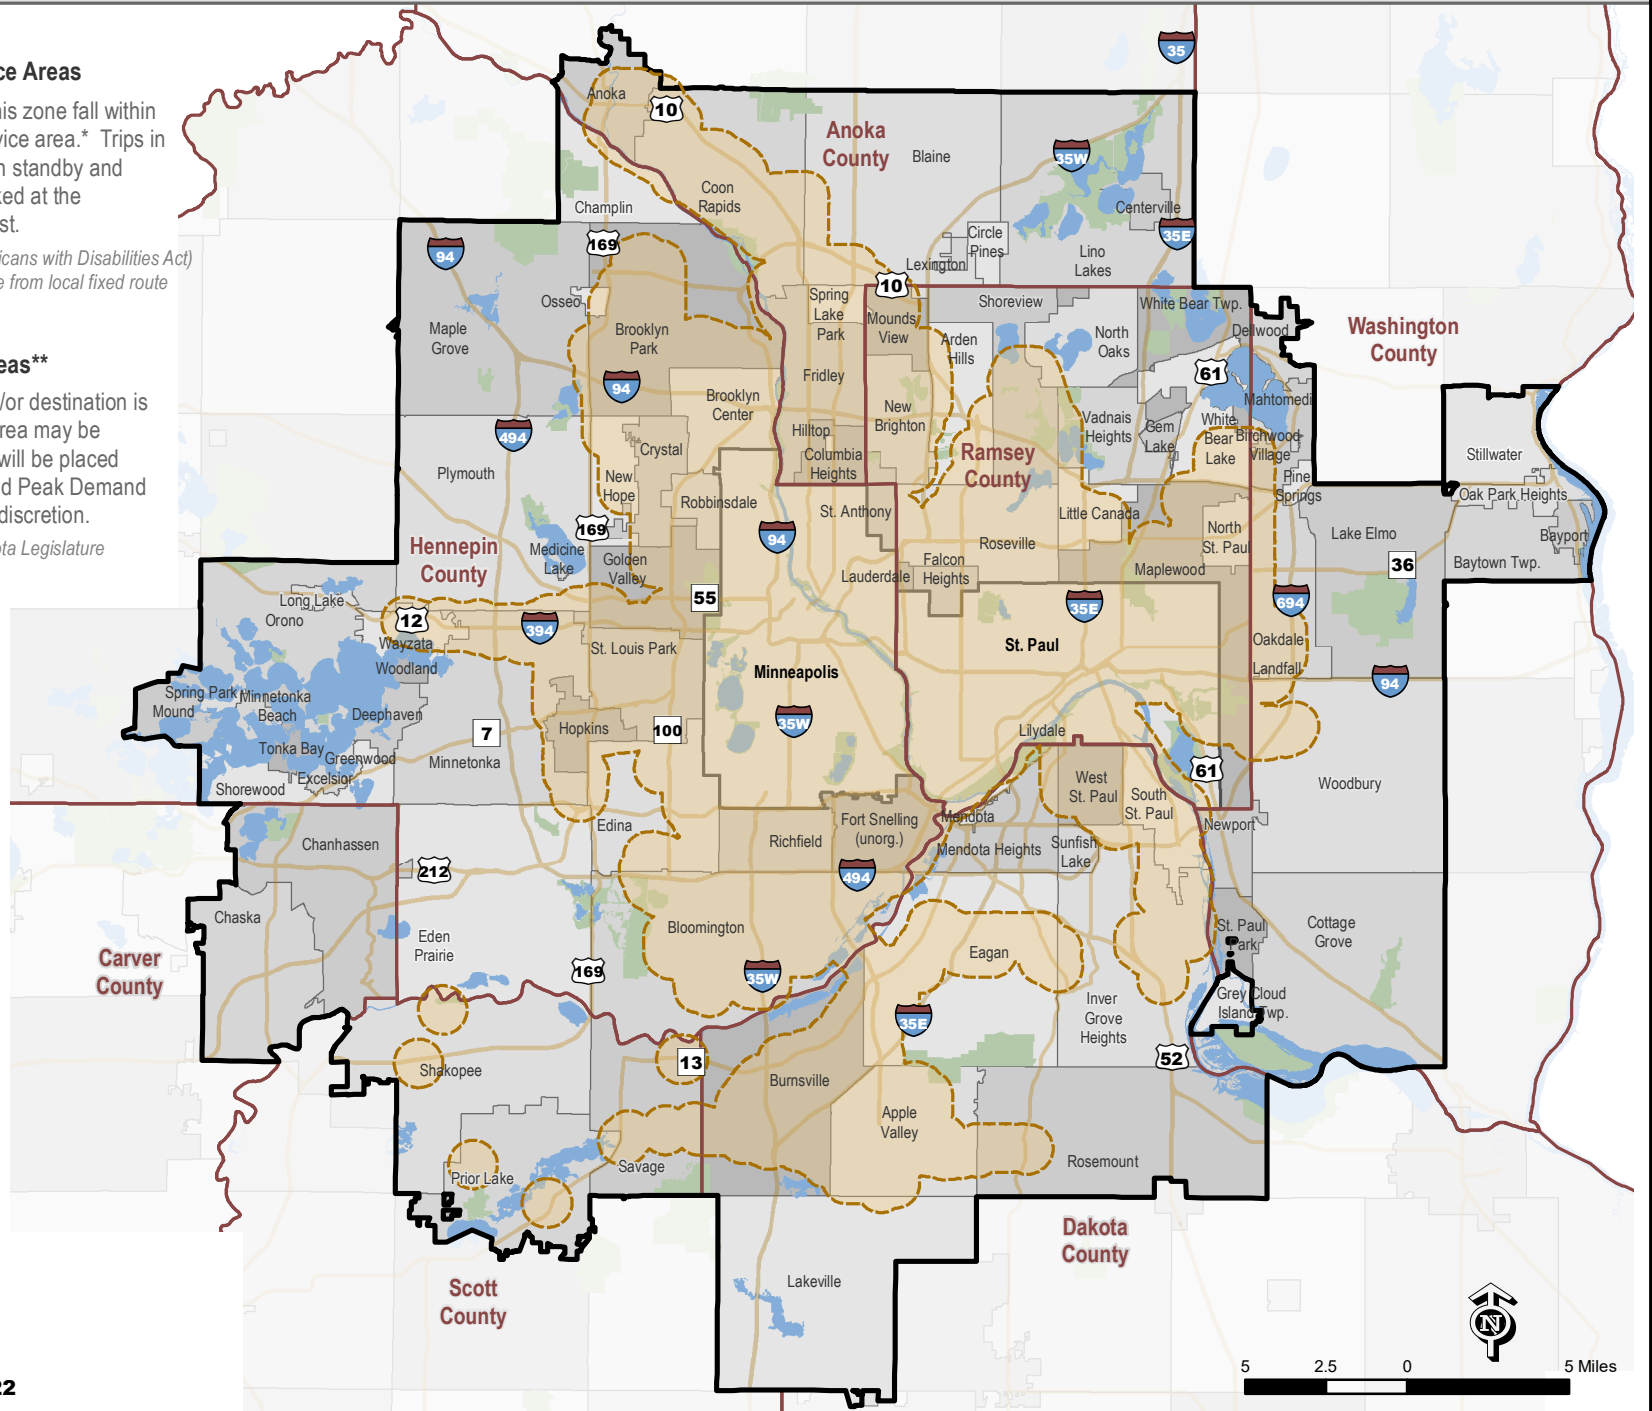 ce Areas
his zone fall within
vice area.* Trips in
n standby and
ked at the
st.
icans with Disabilities Act)
e from local fixed route
eas**
/or destination is
rea may be
will be placed
d Peak Demand
discretion.
ota Legislature
22
35
Anoka
10
Anoka
County
Blaine
35W
Coon
Rapids
Champlin
Centerville
35E
169
94
Circle
Pines
Lexington
Lino
Lakes
10
Osseo
Spring
Lake
Park
Shoreview
White Bear Twp.
Maple
Grove
Brooklyn
Park
Mounds
View
Arden
Hills
North
Oaks
Dellwood
Washington
County
94
Fridley
61
Brooklyn
Center
New
Brighton
Mahtomedi
494
Hilltop
Vadnais
Heights
Gem
Lake
White
Bear
Lake
Birchwood
Village
Crystal
Columbia
Heights
Ramsey
County
Stillwater
Plymouth
New
Hope
Pine
Springs
Oak Park Heights
Robbinsdale
St. Anthony
Little Canada
169
94
North
St. Paul
Lake Elmo
Bayport
Hennepin
County
Medicine
Lake
Golden
Valley
Roseville
Lauderdale
Falcon
Heights
Maplewood
36
Baytown Twp.
Long Lake
Orono
55
35E
694
12
394
Wayzata
St. Louis Park
St. Paul
Oakdale
Woodland
Minneapolis
Landfall
94
Spring Park
Mound
Minnetonka
Beach
Deephaven
Hopkins
100
35W
Lilydale
7
Tonka Bay
Greenwood
Excelsior
Minnetonka
Shorewood
61
West
St. Paul
South
St. Paul
Woodbury
Edina
Richfield
Fort Snelling
(unorg.)
Mendota
Newport
Chanhassen
Mendota Heights
Sunfish
Lake
212
494
Chaska
Bloomington
St. Paul
Park
Cottage
Grove
Eden
Prairie
Eagan
Carver
County
169
35W
Inver
Grove
Heights
Grey Cloud
Island Twp.
35E
13
52
Shakopee
Burnsville
Apple
Valley
Savage
Rosemount
Prior Lake
Dakota
County
Scott
County
Lakeville
N
5 2.5 0 5 Miles